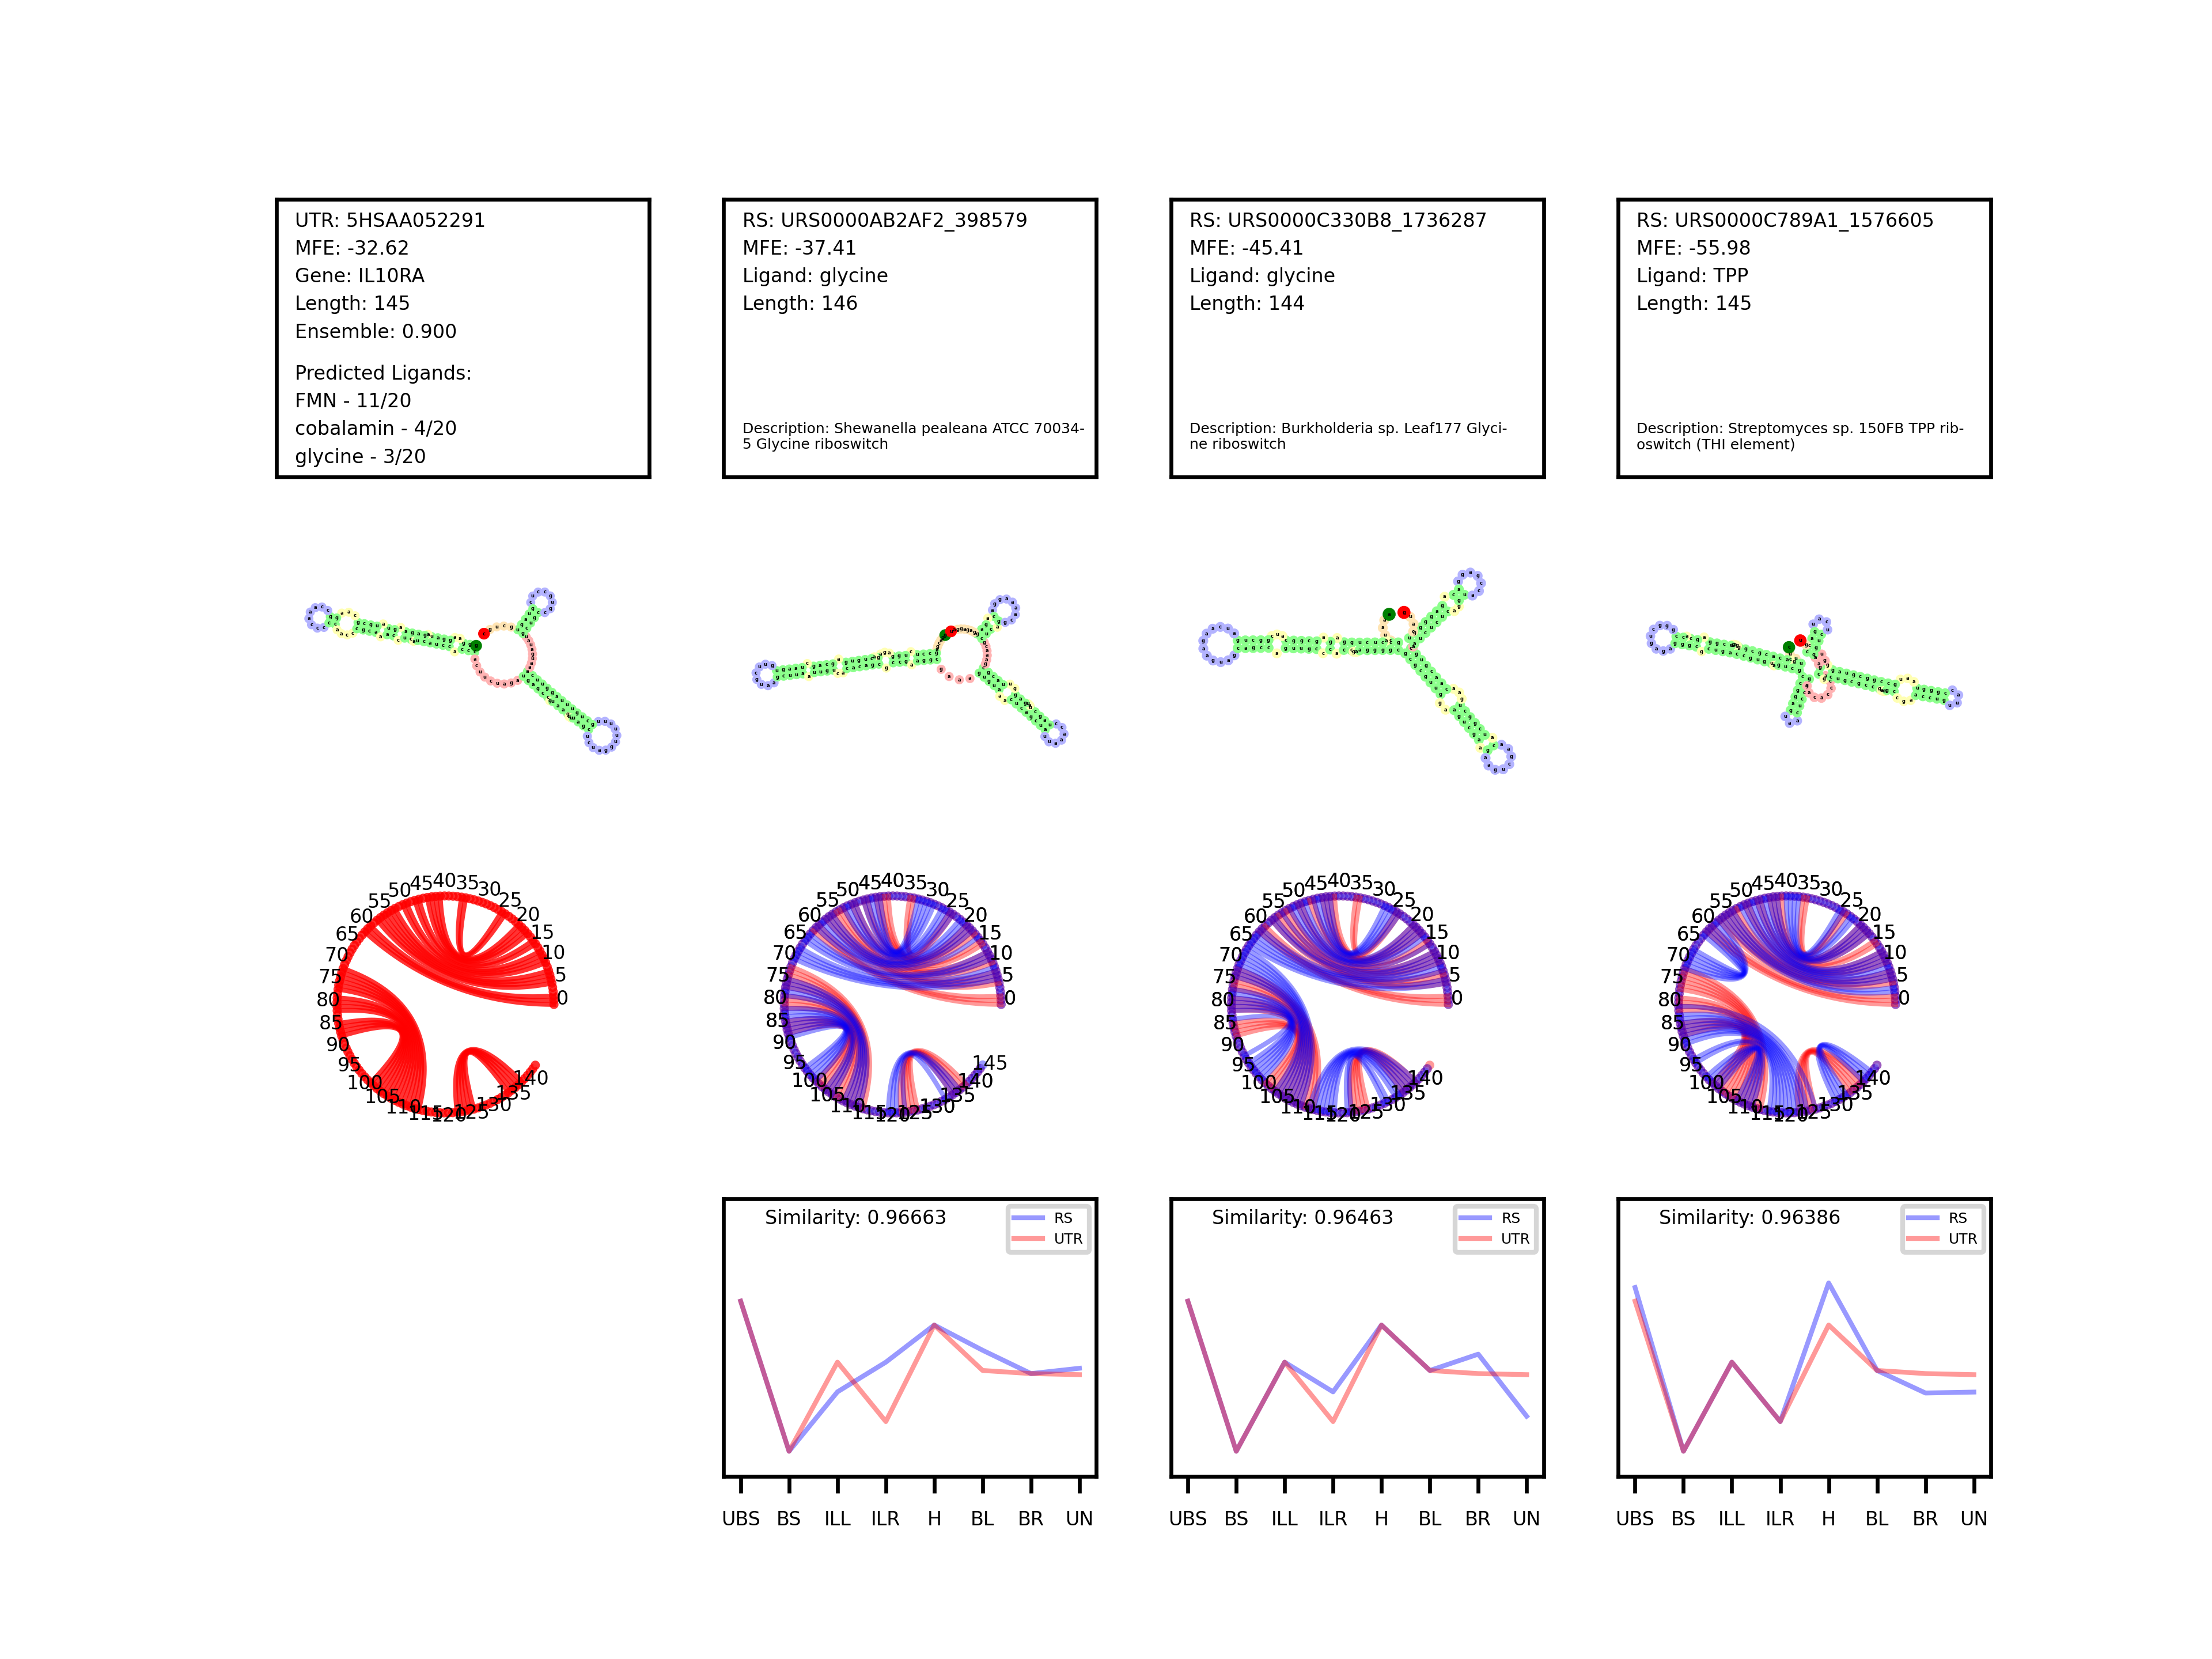 UTR: 5HSAA052291
MFE: -32.62
Gene: IL10RA
Length: 145
Ensemble: 0.900
Predicted Ligands:
FMN - 11/20
cobalamin - 4/20
glycine - 3/20
RS: URS0000AB2AF2_398579
MFE: -37.41
Ligand: glycine
Length: 146
Description: Shewanella pealeana ATCC 70034-
5 Glycine riboswitch
RS: URS0000C330B8_1736287
MFE: -45.41
Ligand: glycine
Length: 144
Description: Burkholderia sp. Leaf177 Glyci-
ne riboswitch
RS: URS0000C789A1_1576605
MFE: -55.98
Ligand: TPP
Length: 145
Description: Streptomyces sp. 150FB TPP rib-
oswitch (THI element)
0 5 10 15 20 25 30 35 40 45 50 55 60 65 70 75 80 85 90 95 100 105 110 115 120 125 130 135 140
0 5 10 15 20 25 30 35 40 45 50 55 60 65 70 75 80 85 90 95 100 105 110 115 120 125 130 135 140 145
0 5 10 15 20 25 30 35 40 45 50 55 60 65 70 75 80 85 90 95 100 105 110 115 120 125 130 135 140
0 5 10 15 20 25 30 35 40 45 50 55 60 65 70 75 80 85 90 95 100 105 110 115 120 125 130 135 140
Similarity: 0.96663
RS
UTR
UBS BS ILL ILR H BL BR UN
Similarity: 0.96463
RS
UTR
UBS BS ILL ILR H BL BR UN
Similarity: 0.96386
RS
UTR
UBS BS ILL ILR H BL BR UN